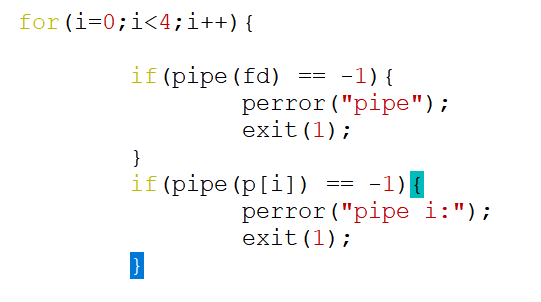 for(i=0;i<4;i++){
if(pipe(fd) == -1){
perror("pipe");
exit(1);
}
if(pipe(p[i]) == -1){
perror("pipe i:");
exit(1);
}